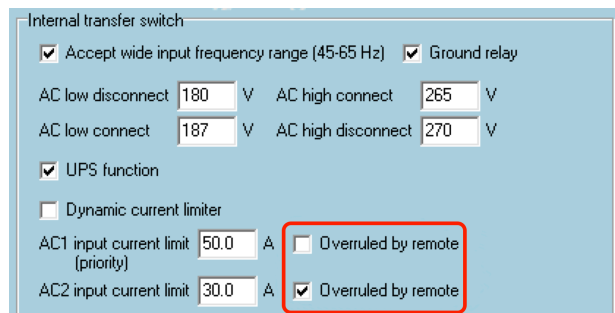 Internal transfer switch
Accept wide input frequency range (45-65 Hz) Ground relay
AC low disconnect 180 V AC high connect 265 V
AC low connect 187 V AC high disconnect 270 V
UPS function
Dynamic current limiter
AC1 input current limit 50.0 A Overruled by remote
(priority)
AC2 input current limit 30.0 A Overruled by remote